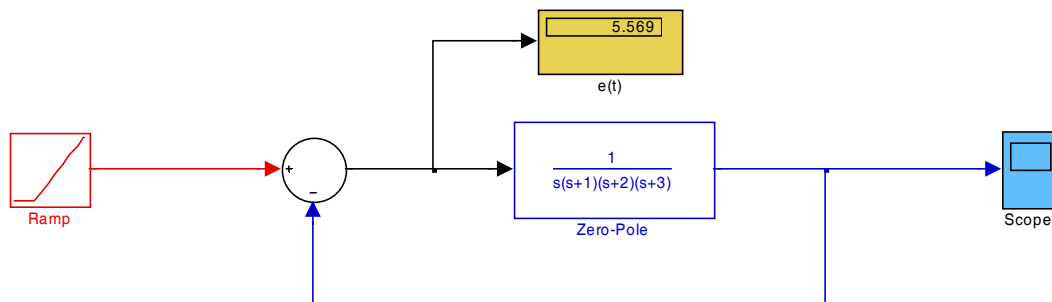 5.569
e(t)
+
−
1
s(s+1)(s+2)(s+3)
Ramp
Zero-Pole
Scope